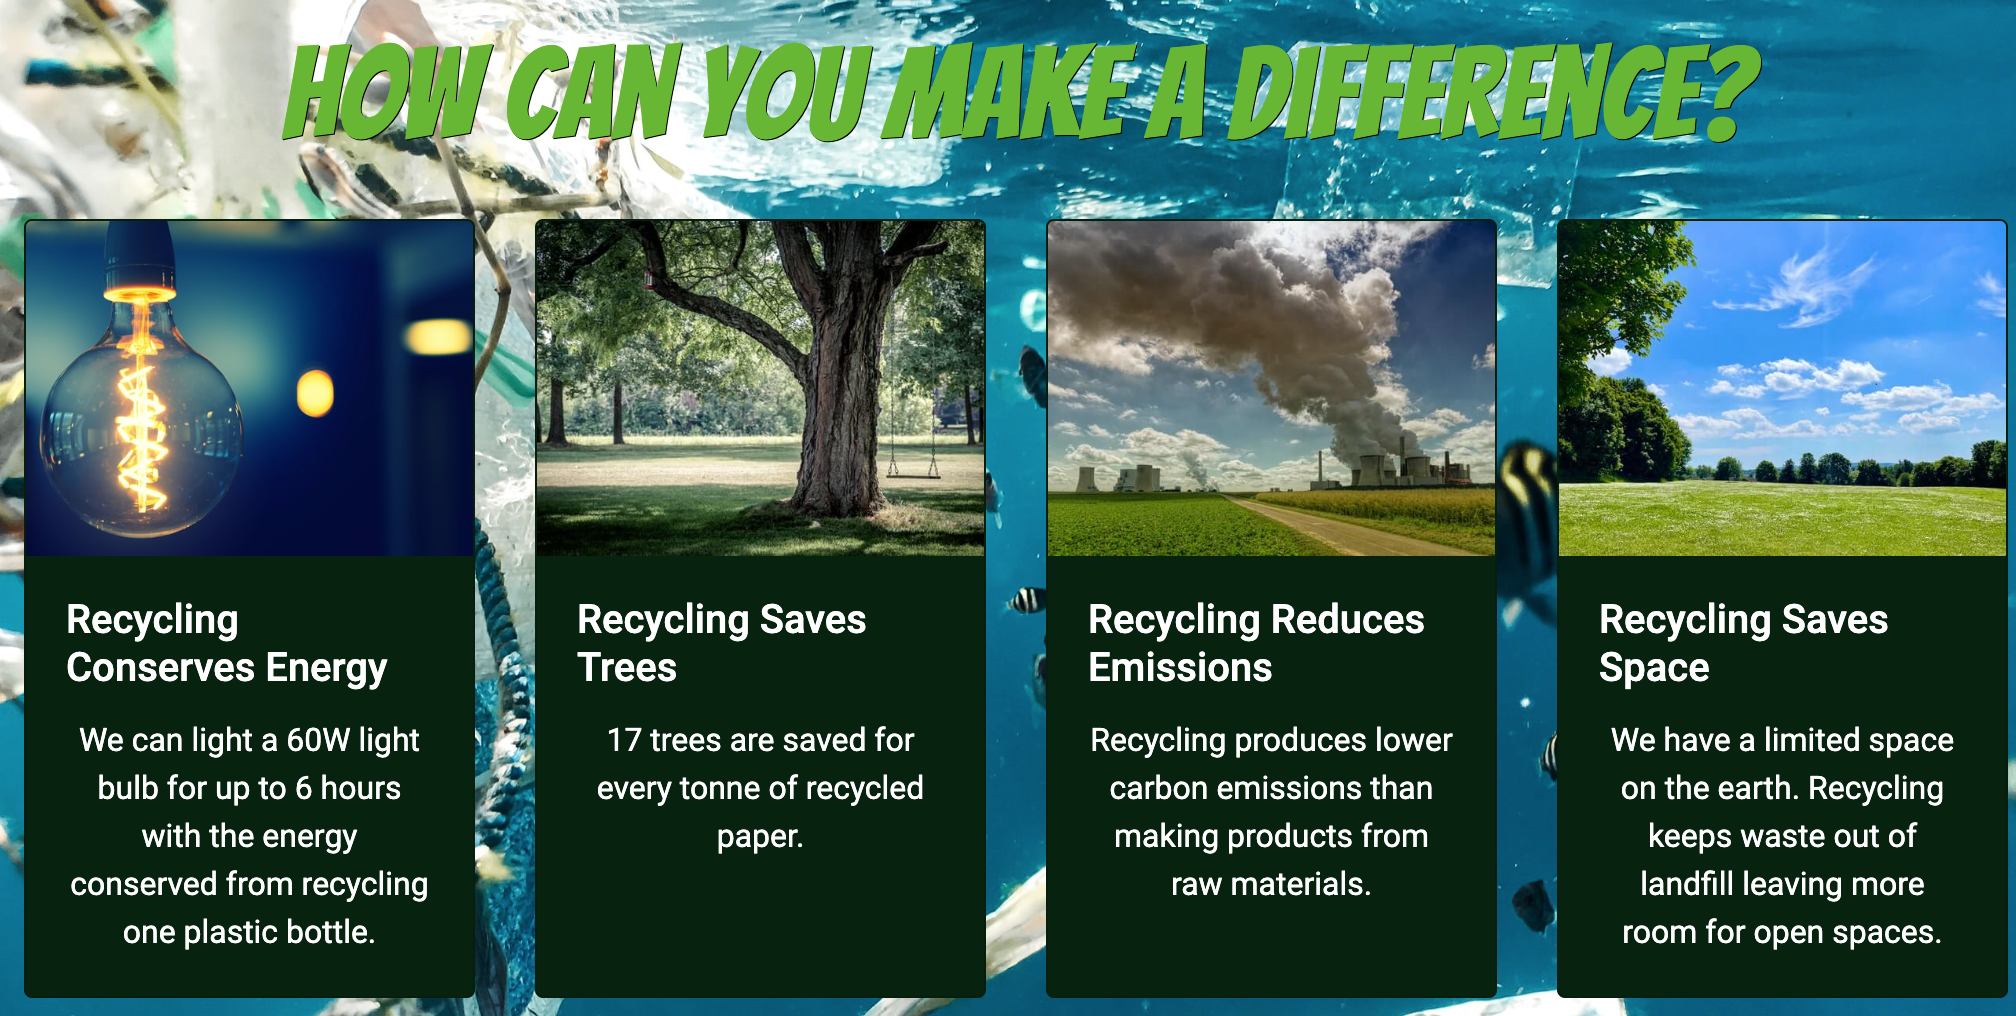 HOW CAN YOU MAKE A DIFFERENCE?
Recycling
Conserves Energy
We can light a 60W light
bulb for up to 6 hours
with the energy
conserved from recycling
one plastic bottle.
Recycling Saves
Trees
17 trees are saved for
every tonne of recycled
paper.
Recycling Reduces
Emissions
Recycling produces lower
carbon emissions than
making products from
raw materials.
Recycling Saves
Space
We have a limited space
on the earth. Recycling
keeps waste out of
landfill leaving more
room for open spaces.